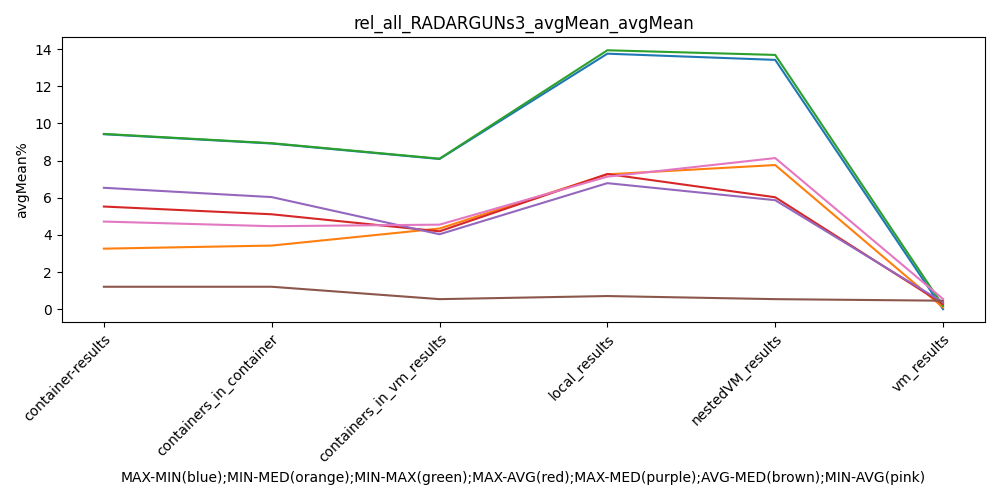 rel_all_RADARGUNs3_avgMean_avgMean
avgMean%
14
12
10
8
6
4
2
0
container-results
containers_in_container
containers_in_vm_results
local_results
nestedVM_results
vm_results
MAX-MIN(blue);MIN-MED(orange);MIN-MAX(green);MAX-AVG(red);MAX-MED(purple);AVG-MED(brown);MIN-AVG(pink)